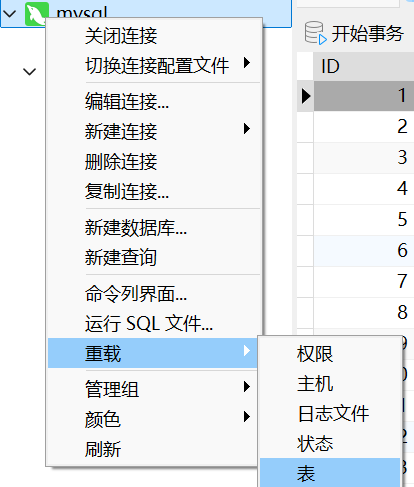 mysql
关闭连接
切换连接配置文件
编辑连接...
新建连接
删除连接
复制连接...
新建数据库...
新建查询
命令列界面...
运行 SQL 文件...
重载
管理组
颜色
刷新
权限
主机
日志文件
状态
表
开始事务
ID
1
2
3
4
5
6
7
8
9
0
2
3